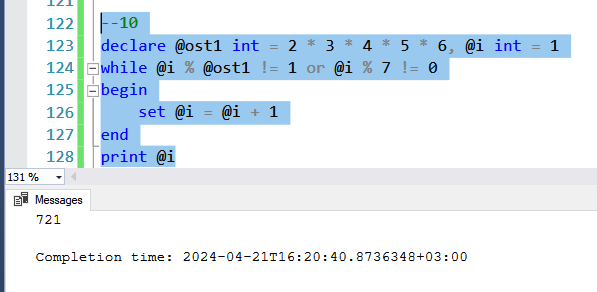 121
122 --10
123 declare @ost1 int = 2 * 3 * 4 * 5 * 6, @i int = 1
124 while @i % @ost1 != 1 or @i % 7 != 0
125 begin
126 set @i = @i + 1
127 end
128 print @i
131 %
Messages
721
Completion time: 2024-04-21T16:20:40.8736348+03:00